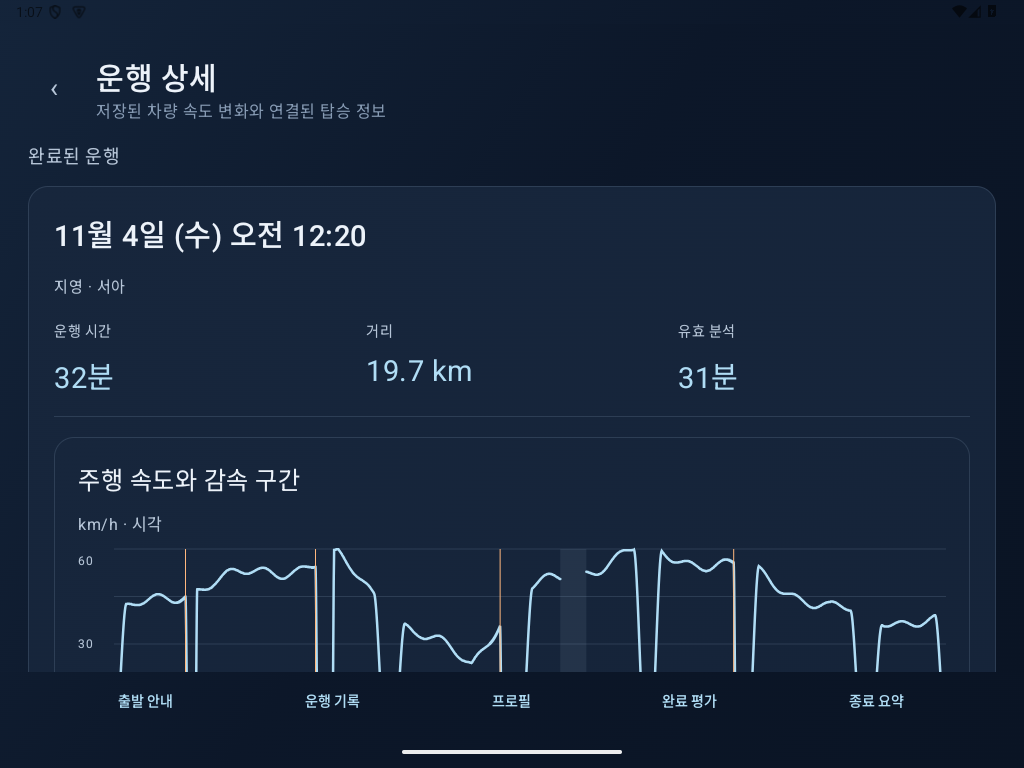 1:07
‹
운행 상세
저장된 차량 속도 변화와 연결된 탑승 정보
완료된 운행
11월 4일 (수) 오전 12:20
지영 · 서아
운행 시간 거리 유효 분석
32분 19.7 km 31분
주행 속도와 감속 구간
km/h · 시각
60
30
출발 안내 운행 기록 프로필 완료 평가 종료 요약